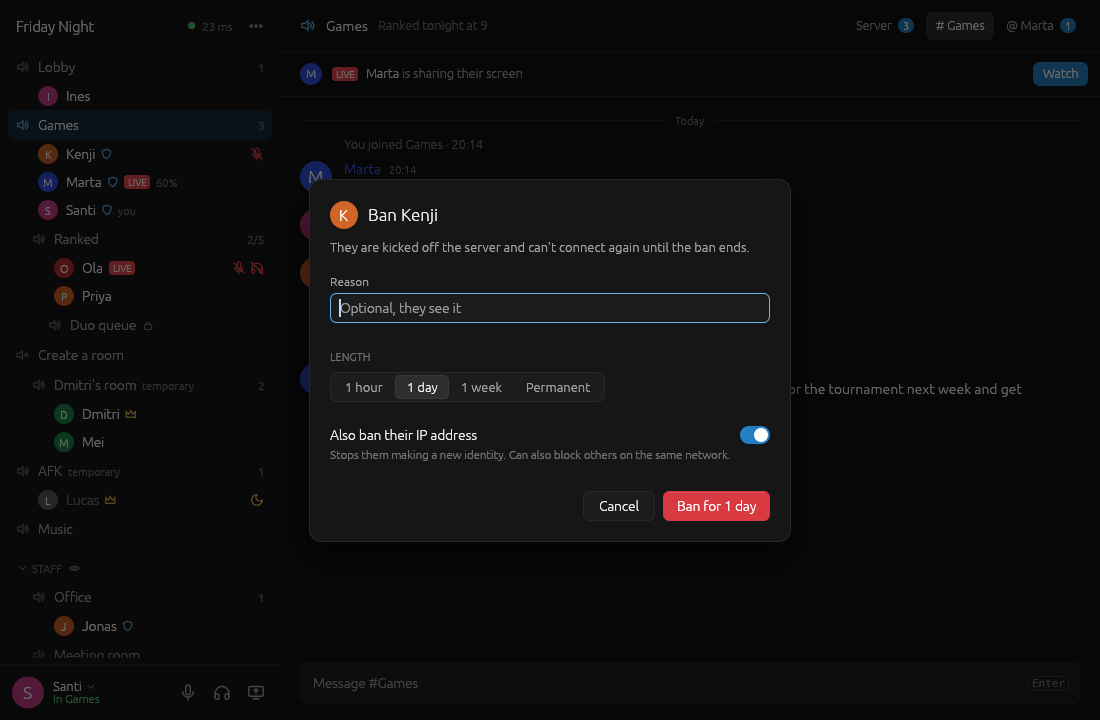 Friday Night
23 ms
Lobby 1
I Ines
Games 3
K Kenji
M Marta LIVE 60%
S Santi you
Ranked 2/5
O Ola LIVE
P Priya
Duo queue
Create a room
Dmitri's room temporary 2
D Dmitri
M Mei
AFK temporary 1
L Lucas
Music
STAFF
Office 1
J Jonas
Meeting room
S Santi
In Games
Games Ranked tonight at 9
Server 3 # Games @ Marta 1
M LIVE Marta is sharing their screen Watch
Today
You joined Games · 20:14
M Marta 20:14
K Ban Kenji
They are kicked off the server and can't connect again until the ban ends.
Reason
Optional, they see it
LENGTH
1 hour 1 day 1 week Permanent
Also ban their IP address
Stops them making a new identity. Can also block others on the same network.
Cancel Ban for 1 day
for the tournament next week and get
Message #Games Enter